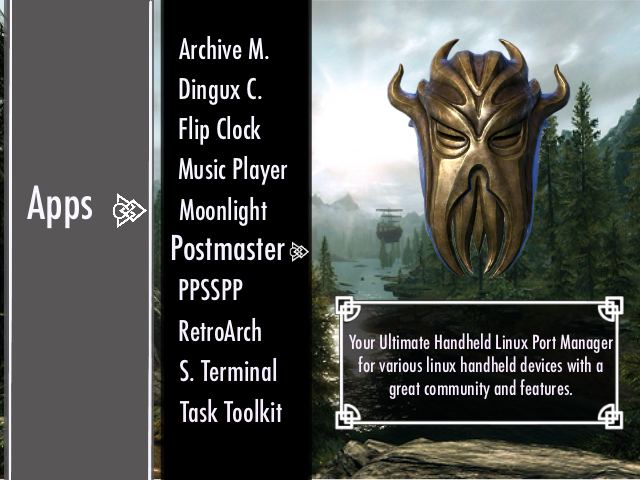 Apps
Archive M.
Dingux C.
Flip Clock
Music Player
Moonlight
Postmaster
PPSSPP
RetroArch
S. Terminal
Task Toolkit
Your Ultimate Handheld Linux Port Manager
for various linux handheld devices with a
great community and features.